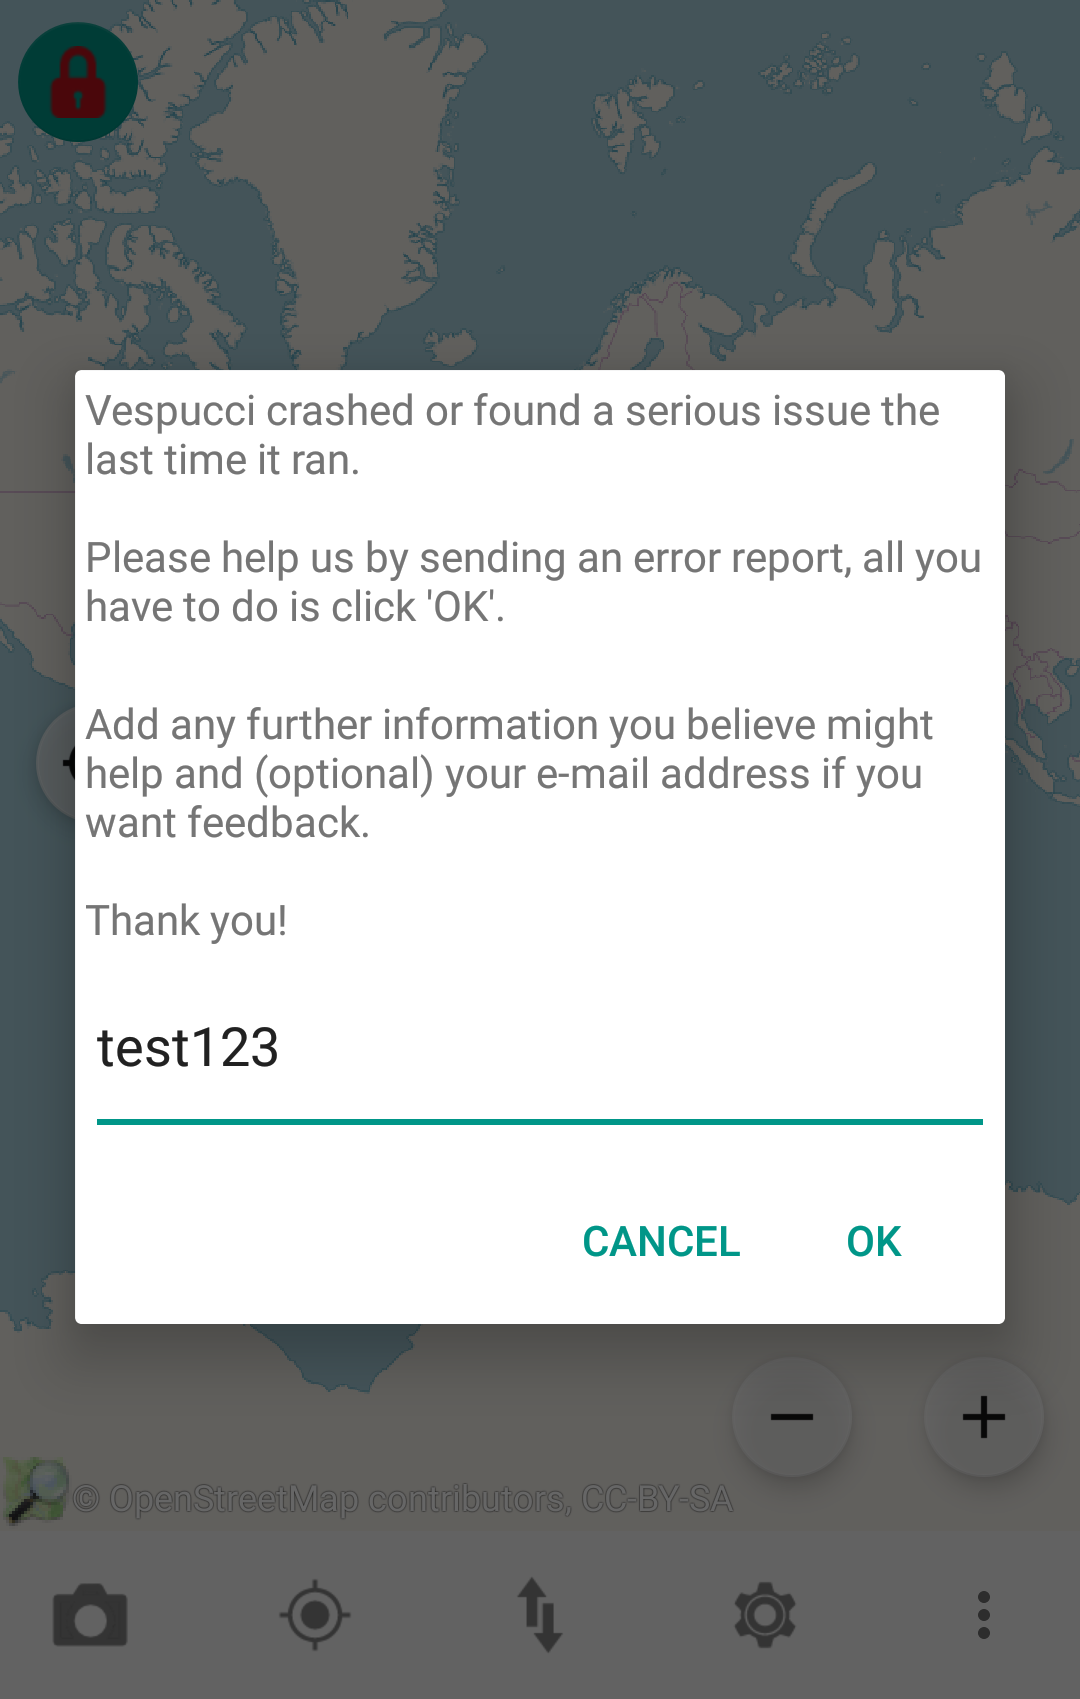 Vespucci crashed or found a serious issue the
last time it ran.
Please help us by sending an error report, all you
have to do is click 'OK'.
Add any further information you believe might
help and (optional) your e-mail address if you
want feedback.
Thank you!
test123
CANCEL OK
© OpenStreetMap contributors, CC-BY-SA